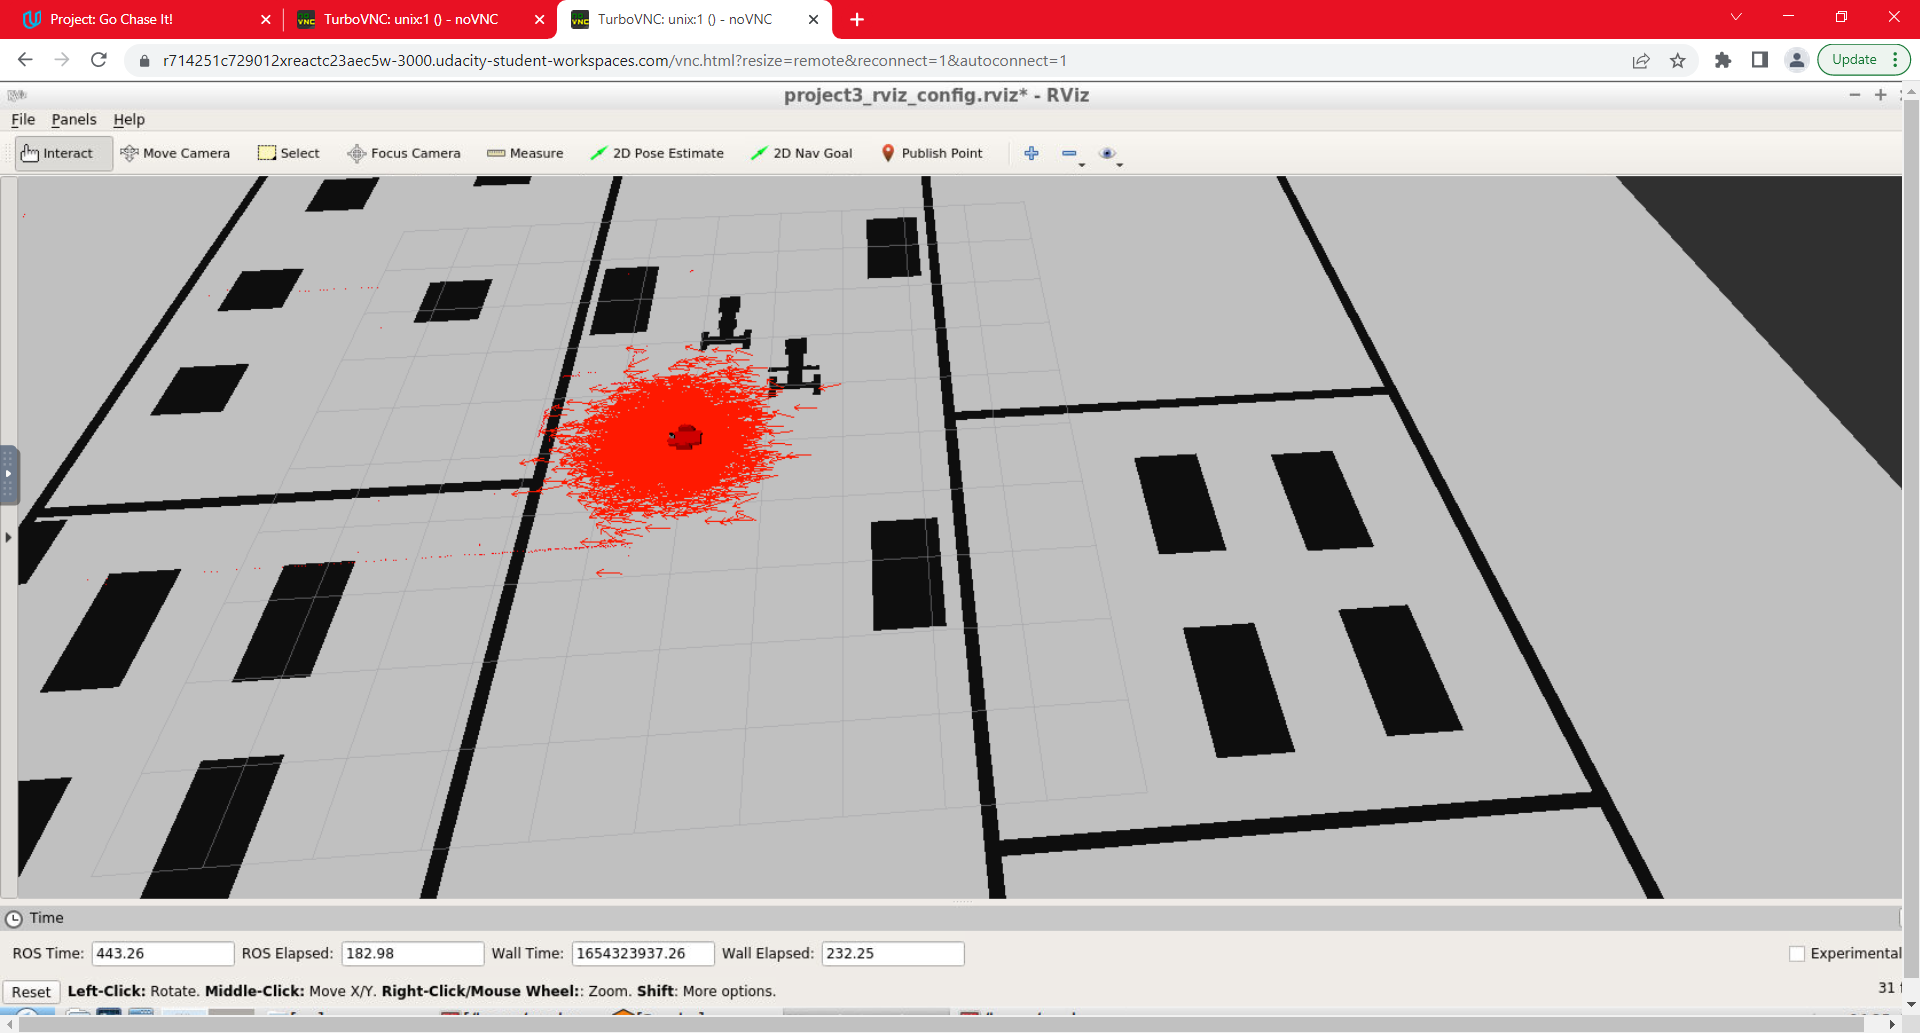 Project: Go Chase It!
TurboVNC: unix:1 () - noVNC
TurboVNC: unix:1 () - noVNC
r714251c729012xreactc23aec5w-3000.udacity-student-workspaces.com/vnc.html?resize=remote&reconnect=1&autoconnect=1
Update
project3_rviz_config.rviz* - RViz
File Panels Help
Interact Move Camera Select Focus Camera Measure 2D Pose Estimate 2D Nav Goal Publish Point
Time
ROS Time: 443.26 ROS Elapsed: 182.98 Wall Time: 1654323937.26 Wall Elapsed: 232.25 Experimental
Reset Left-Click: Rotate. Middle-Click: Move X/Y. Right-Click/Mouse Wheel:: Zoom. Shift: More options. 31